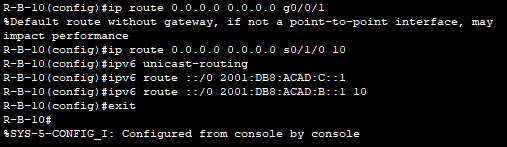 R-B-10(config)#ip route 0.0.0.0 0.0.0.0 g0/0/1
%Default route without gateway, if not a point-to-point interface, may
impact performance
R-B-10(config)#ip route 0.0.0.0 0.0.0.0 s0/1/0 10
R-B-10(config)#ipv6 unicast-routing
R-B-10(config)#ipv6 route ::/0 2001:DB8:ACAD:C::1
R-B-10(config)#ipv6 route ::/0 2001:DB8:ACAD:B::1 10
R-B-10(config)#exit
R-B-10#
%SYS-5-CONFIG_I: Configured from console by console